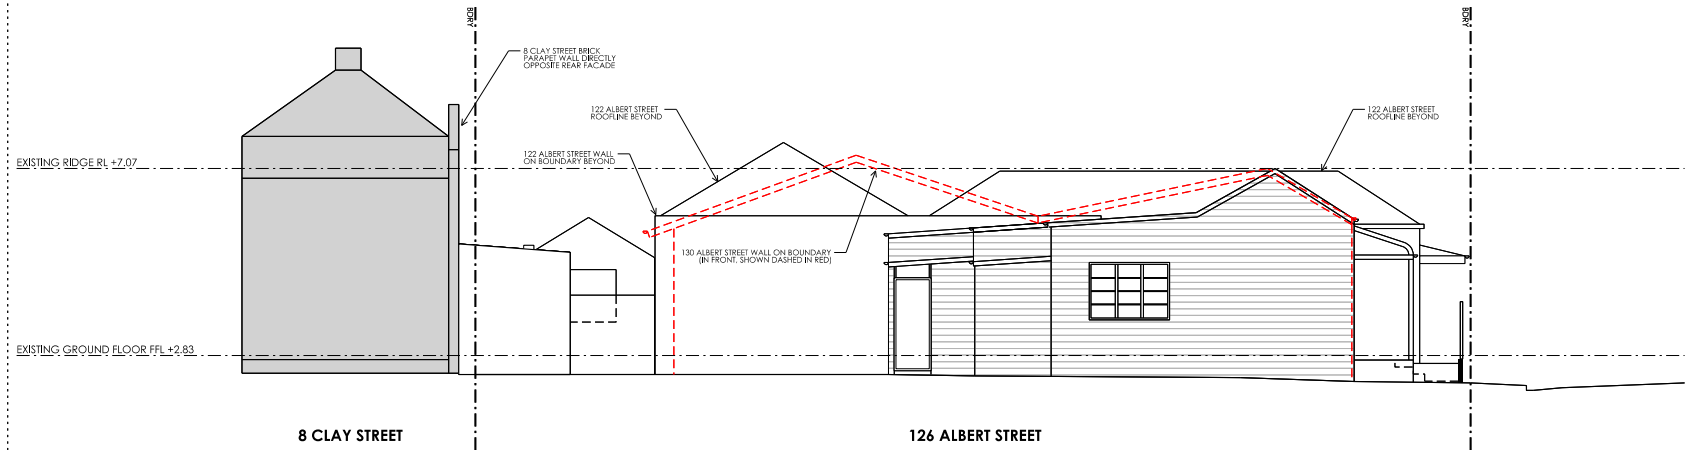 BDRY
BDRY
8 CLAY STREET BRICK
PARAPET WALL DIRECTLY
OPPOSITE REAR FACADE
122 ALBERT STREET
ROOFLINE BEYOND
122 ALBERT STREET
ROOFLINE BEYOND
EXISTING RIDGE RL +7.07
122 ALBERT STREET WALL
ON BOUNDARY BEYOND
130 ALBERT STREET WALL ON BOUNDARY
(IN FRONT, SHOWN DASHED IN RED)
EXISTING GROUND FLOOR FFL +2.83
8 CLAY STREET
126 ALBERT STREET